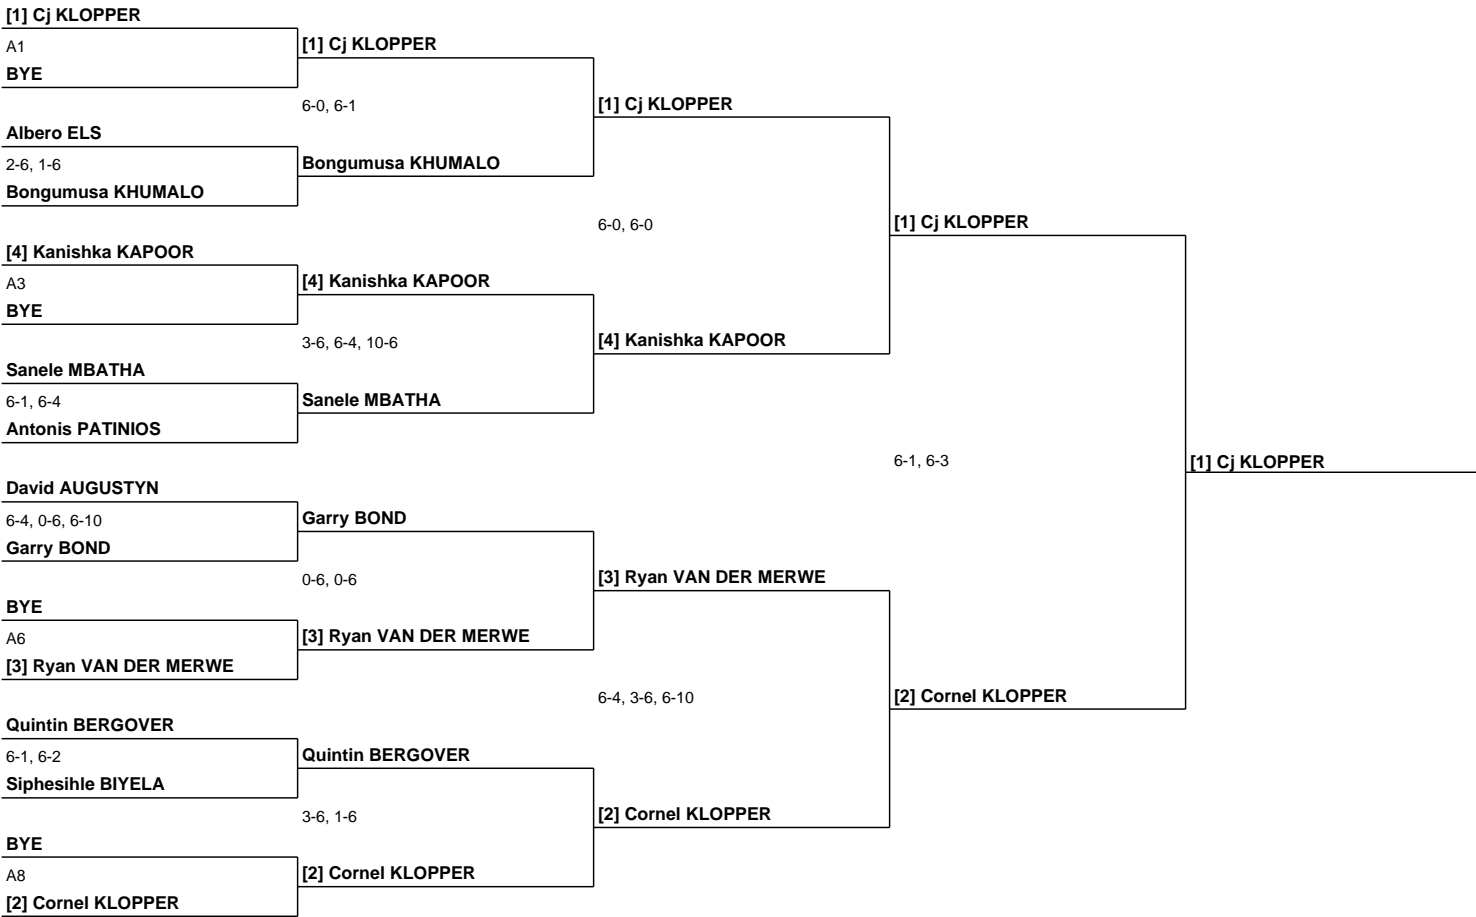 [1] Cj KLOPPER
A1
BYE
Albero ELS
2-6, 1-6
Bongumusa KHUMALO
[4] Kanishka KAPOOR
A3
BYE
Sanele MBATHA
6-1, 6-4
Antonis PATINIOS
David AUGUSTYN
6-4, 0-6, 6-10
Garry BOND
BYE
A6
[3] Ryan VAN DER MERWE
Quintin BERGOVER
6-1, 6-2
Siphesihle BIYELA
BYE
A8
[2] Cornel KLOPPER
[1] Cj KLOPPER
6-0, 6-1
Bongumusa KHUMALO
[4] Kanishka KAPOOR
3-6, 6-4, 10-6
Sanele MBATHA
Garry BOND
0-6, 0-6
[3] Ryan VAN DER MERWE
Quintin BERGOVER
3-6, 1-6
[2] Cornel KLOPPER
[1] Cj KLOPPER
6-0, 6-0
[4] Kanishka KAPOOR
[3] Ryan VAN DER MERWE
6-4, 3-6, 6-10
[2] Cornel KLOPPER
[1] Cj KLOPPER
6-1, 6-3
[2] Cornel KLOPPER
[1] Cj KLOPPER